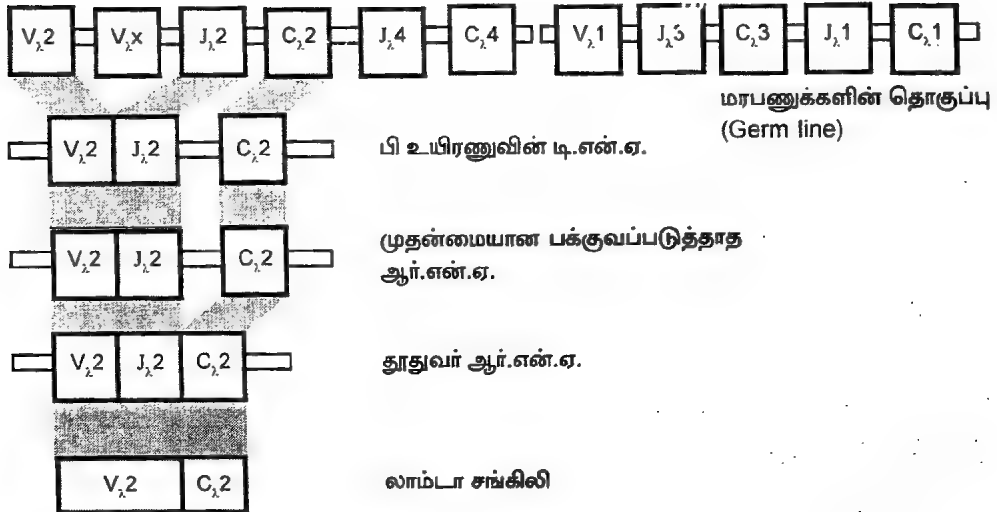 Vλ2 Vλx Jλ2 Cλ2 Jλ4 Cλ4 Vλ1 Jλ3 Cλ3 Jλ1 Cλ1
மரபணுக்களின் தொகுப்பு
(Germ line)
Vλ2 Jλ2 Cλ2 பி உயிரணுவின் டி.என்.ஏ.
Vλ2 Jλ2 Cλ2 முதன்மையான பக்குவப்படுத்தாத
ஆர்.என்.ஏ.
Vλ2 Jλ2 Cλ2 தூதுவர் ஆர்.என்.ஏ.
Vλ2 Cλ2 லாம்டா சங்கிலி